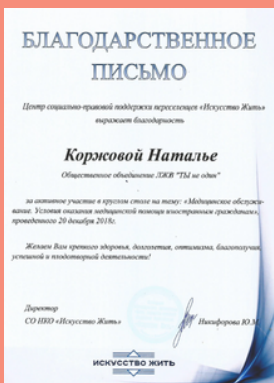 БЛАГОДАРСТВЕННОЕ
ПИСЬМО
Центр социально-правовой поддержки переселенцев «Искусство Жить»
выражает благодарность
Коржовой Наталье
Общественное объединение ЛЖВ "ТЫ не один"
за активное участие в круглом столе на тему: «Медицинское обслужи-
вание. Условия оказания медицинской помощи иностранным гражданам»,
проведенного 20 декабря 2018г.
Желаем Вам крепкого здоровья, долголетия, оптимизма, благополучия,
успешной и плодотворной деятельности!
Директор
СО НКО «Искусство Жить»
Никифорова Ю.М.
ИСКУССТВО ЖИТЬ